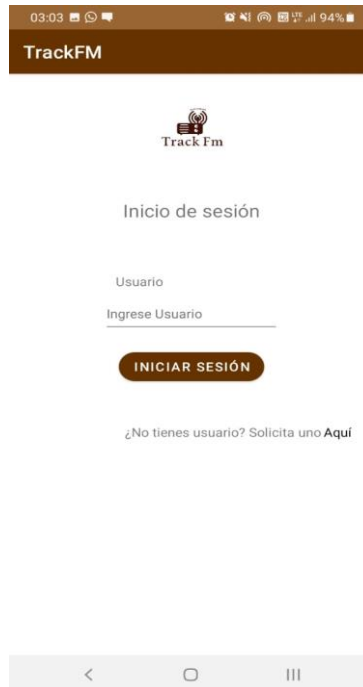 03:03
LTE 94%
TrackFM
Track Fm
Inicio de sesión
Usuario
Ingrese Usuario
INICIAR SESIÓN
¿No tienes usuario? Solicita uno Aquí